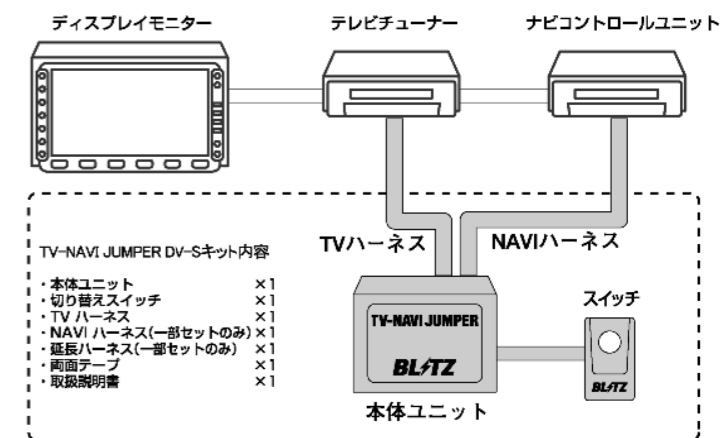 ディスプレイモニター
テレビチューナー
ナビコントロールユニット
TVハーネス
NAVIハーネス
TV-NAVI JUMPER DV-Sキット内容
・本体ユニット ×1
・切り替えスイッチ ×1
・TV ハーネス ×1
・NAVI ハーネス(一部セットのみ) ×1
・延長ハーネス(一部セットのみ) ×1
・両面テープ ×1
・取扱説明書 ×1
TV-NAVI JUMPER
BLITZ
本体ユニット
スイッチ
BLITZ